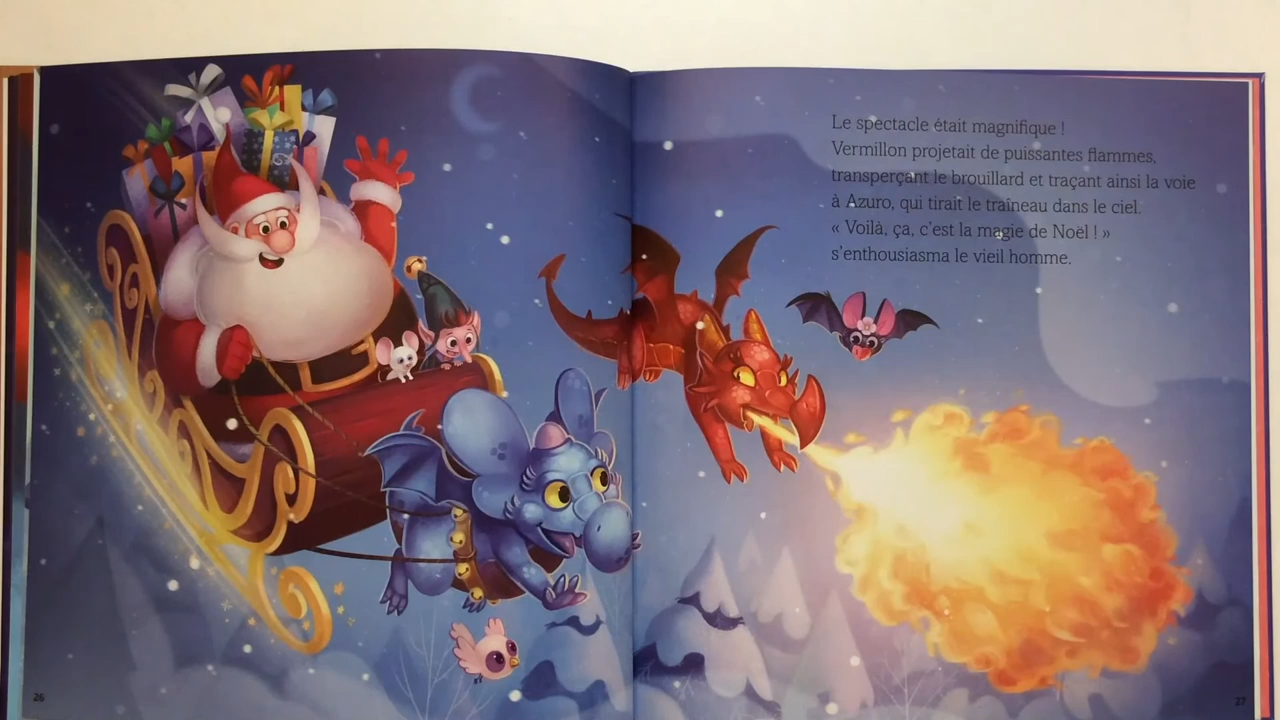 Le spectacle était magnifique !
Vermillon projetait de puissantes flammes,
transperçant le brouillard et traçant ainsi la voie
à Azuro, qui tirait le traîneau dans le ciel.
« Voilà, ça, c’est la magie de Noël ! »
s’enthousiasma le vieil homme.
26
27